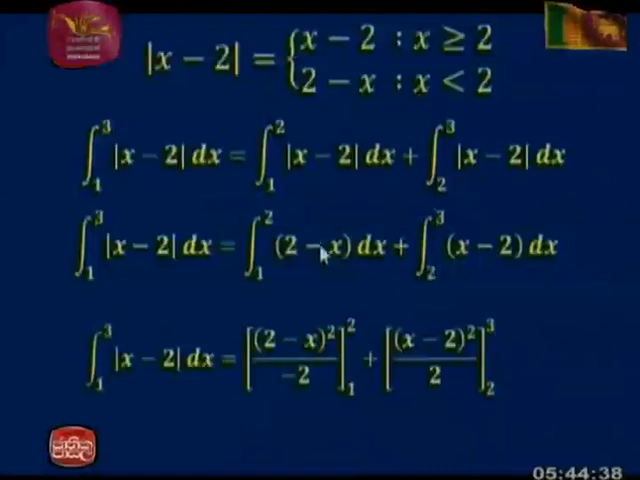 |x − 2| = { x − 2 : x ≥ 2
2 − x : x < 2
∫₁³ |x − 2| dx = ∫₁² |x − 2| dx + ∫₂³ |x − 2| dx
∫₁³ |x − 2| dx = ∫₁² (2 − x) dx + ∫₂³ (x − 2) dx
∫₁³ |x − 2| dx = [(2 − x)²/−2]₁² + [(x − 2)²/2]₂³
05:44:38